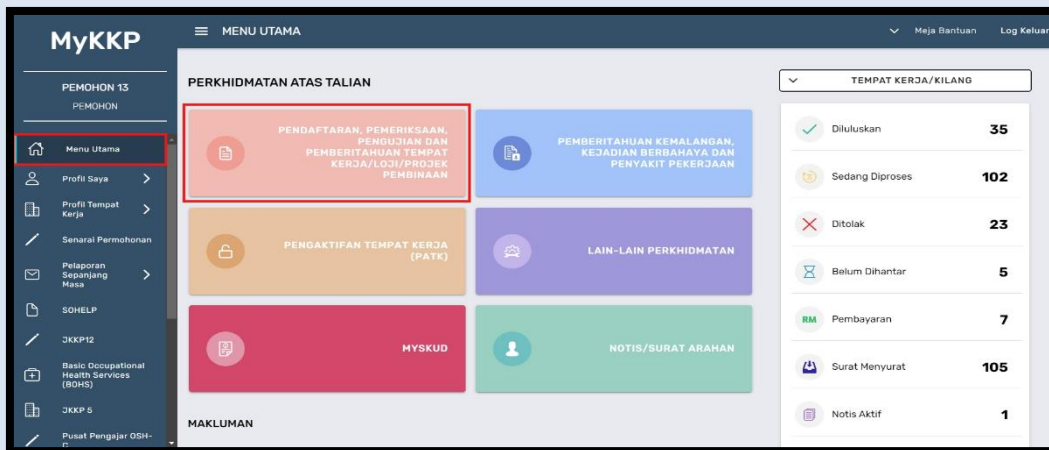 MyKKP
PEMOHON 13
PEMOHON
Menu Utama
Profil Saya
Profil Tempat
Kerja
Senarai Permohonan
Pelaporan
Sepanjang
Masa
SOHELP
JKKP12
Basic Occupational
Health Services
(BOHS)
JKKP 5
Pusat Pengajar OSH-
C
MENU UTAMA
Meja Bantuan
Log Keluar
PERKHIDMATAN ATAS TALIAN
PENDAFTARAN, PEMERIKSAAN,
PENGUJIAN DAN
PEMBERITAHUAN TEMPAT
KERJA/LOJI/PROJEK
PEMBINAAN
PEMBERITAHUAN KEMALANGAN,
KEJADIAN BERBAHAYA DAN
PENYAKIT PEKERJAAN
PENGAKTIFAN TEMPAT KERJA
(PATK)
LAIN-LAIN PERKHIDMATAN
MYSKUD
NOTIS/SURAT ARAHAN
MAKLUMAN
TEMPAT KERJA/KILANG
Diluluskan 35
Sedang Diproses 102
Ditolak 23
Belum Dihantar 5
RM Pembayaran 7
Surat Menyurat 105
Notis Aktif 1